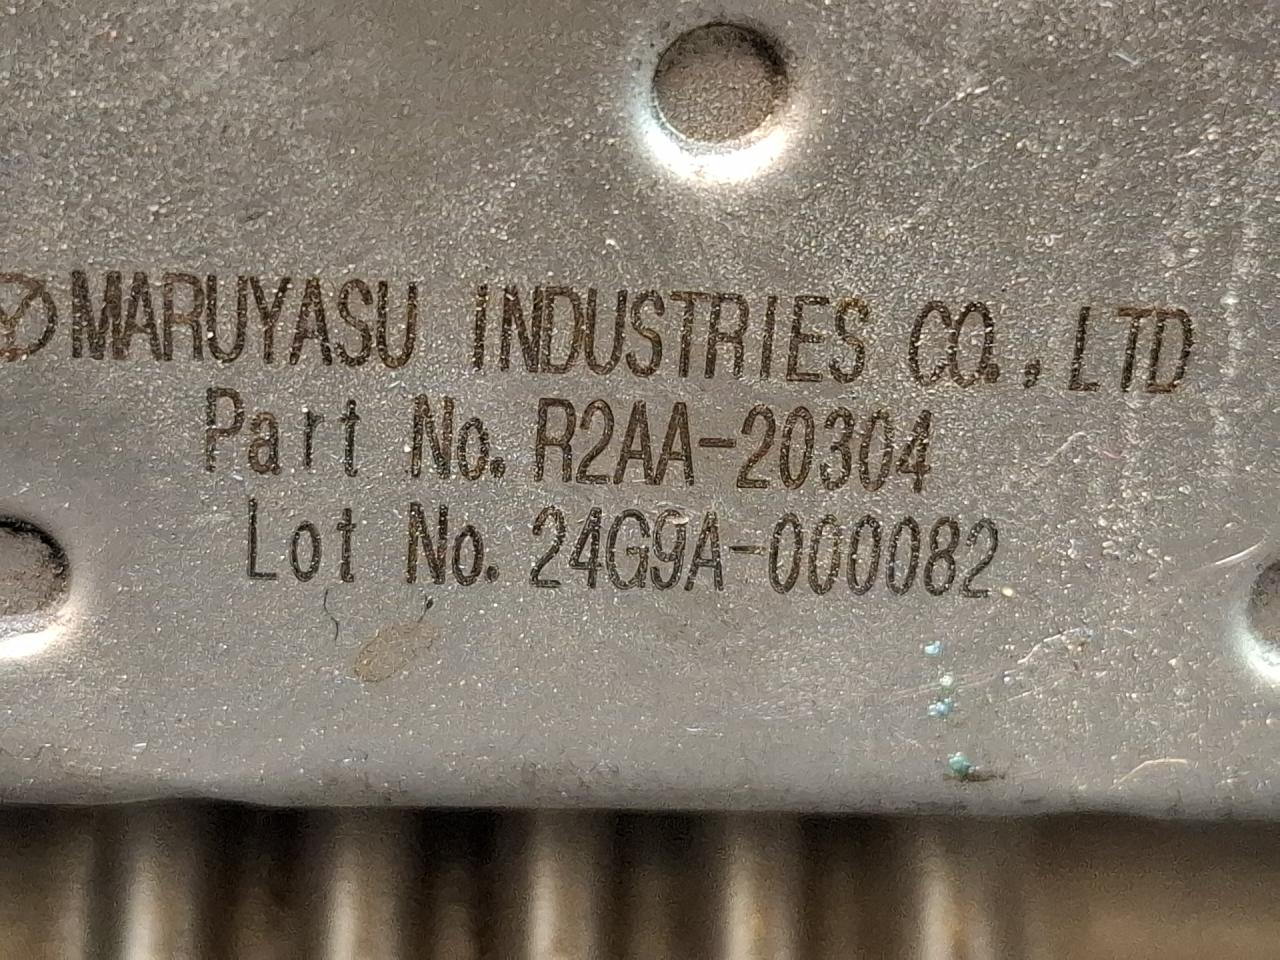 MARUYASU INDUSTRIES CO.,LTD
Part No. R2AA-20304
Lot No. 24G9A-000082